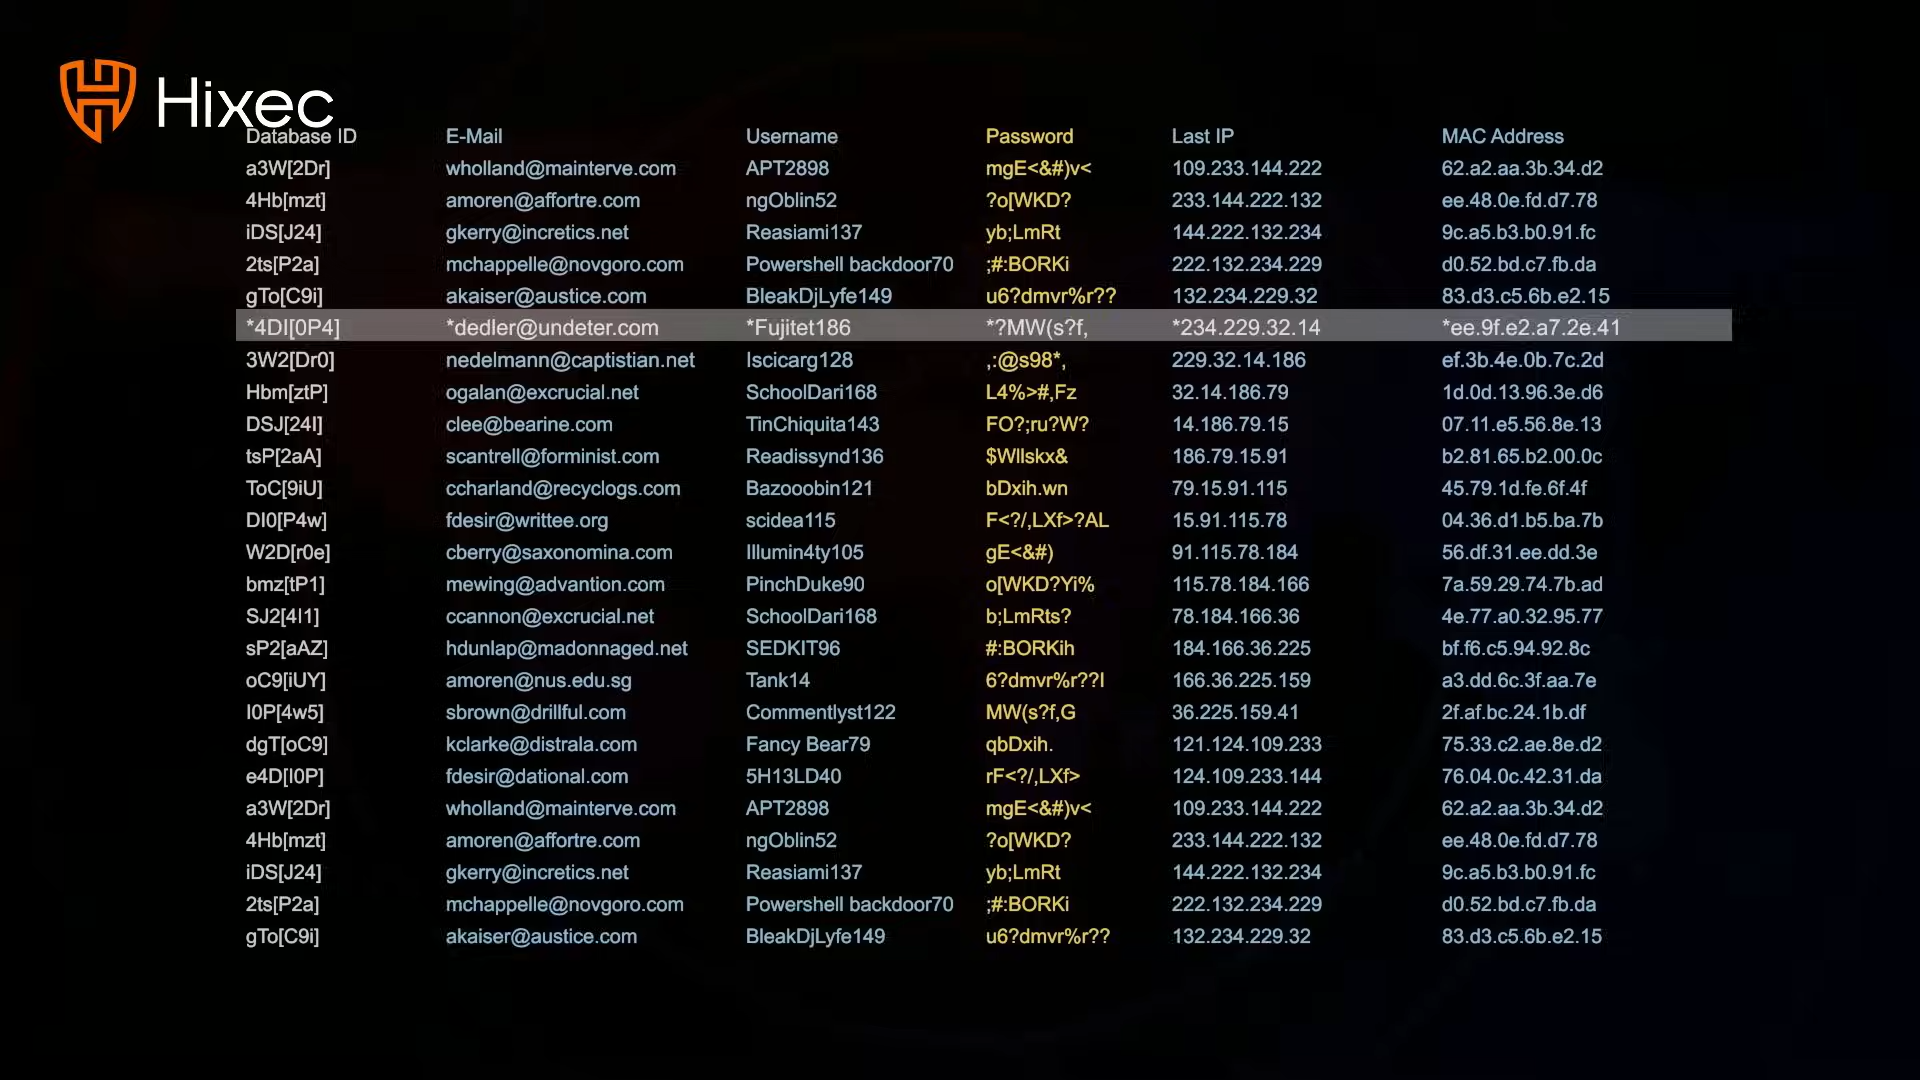 Hixec
Database ID E-Mail Username Password Last IP MAC Address
a3W[2Dr] wholland@mainterve.com APT2898 mgE<&#)v< 109.233.144.222 62.a2.aa.3b.34.d2
4Hb[mzt] amoren@affortre.com ngOblin52 ?o[WKD? 233.144.222.132 ee.48.0e.fd.d7.78
iDS[J24] gkerry@incretics.net Reasiami137 yb;LmRt 144.222.132.234 9c.a5.b3.b0.91.fc
2ts[P2a] mchappelle@novgoro.com Powershell backdoor70 ;#:BORKi 222.132.234.229 d0.52.bd.c7.fb.da
gTo[C9i] akaiser@austice.com BleakDjLyfe149 u6?dmvr%r?? 132.234.229.32 83.d3.c5.6b.e2.15
*4DI[0P4] *dedler@undeter.com *Fujitet186 *?MW(s?f, *234.229.32.14 *ee.9f.e2.a7.2e.41
3W2[Dr0] nedelmann@captistian.net Iscicarg128 ,:@s98*, 229.32.14.186 ef.3b.4e.0b.7c.2d
Hbm[ztP] ogalan@excrucial.net SchoolDari168 L4%>#,Fz 32.14.186.79 1d.0d.13.96.3e.d6
DSJ[24I] clee@bearine.com TinChiquita143 FO?;ru?W? 14.186.79.15 07.11.e5.56.8e.13
tsP[2aA] scantrell@forminist.com Readissynd136 $Wllskx& 186.79.15.91 b2.81.65.b2.00.0c
ToC[9iU] ccharland@recyclogs.com Bazooobin121 bDxih.wn 79.15.91.115 45.79.1d.fe.6f.4f
DI0[P4w] fdesir@writtee.org scidea115 F<?/,LXf>?AL 15.91.115.78 04.36.d1.b5.ba.7b
W2D[r0e] cberry@saxonomina.com Illumin4ty105 gE<&#) 91.115.78.184 56.df.31.ee.dd.3e
bmz[tP1] mewing@advantion.com PinchDuke90 o[WKD?Yi% 115.78.184.166 7a.59.29.74.7b.ad
SJ2[4I1] ccannon@excrucial.net SchoolDari168 b;LmRts? 78.184.166.36 4e.77.a0.32.95.77
sP2[aAZ] hdunlap@madonnaged.net SEDKIT96 #:BORKih 184.166.36.225 bf.f6.c5.94.92.8c
oC9[iUY] amoren@nus.edu.sg Tank14 6?dmvr%r??I 166.36.225.159 a3.dd.6c.3f.aa.7e
I0P[4w5] sbrown@drillful.com Commentlyst122 MW(s?f,G 36.225.159.41 2f.af.bc.24.1b.df
dgT[oC9] kclarke@distrala.com Fancy Bear79 qbDxih. 121.124.109.233 75.33.c2.ae.8e.d2
e4D[I0P] fdesir@dational.com 5H13LD40 rF<?/,LXf> 124.109.233.144 76.04.0c.42.31.da
a3W[2Dr] wholland@mainterve.com APT2898 mgE<&#)v< 109.233.144.222 62.a2.aa.3b.34.d2
4Hb[mzt] amoren@affortre.com ngOblin52 ?o[WKD? 233.144.222.132 ee.48.0e.fd.d7.78
iDS[J24] gkerry@incretics.net Reasiami137 yb;LmRt 144.222.132.234 9c.a5.b3.b0.91.fc
2ts[P2a] mchappelle@novgoro.com Powershell backdoor70 ;#:BORKi 222.132.234.229 d0.52.bd.c7.fb.da
gTo[C9i] akaiser@austice.com BleakDjLyfe149 u6?dmvr%r?? 132.234.229.32 83.d3.c5.6b.e2.15